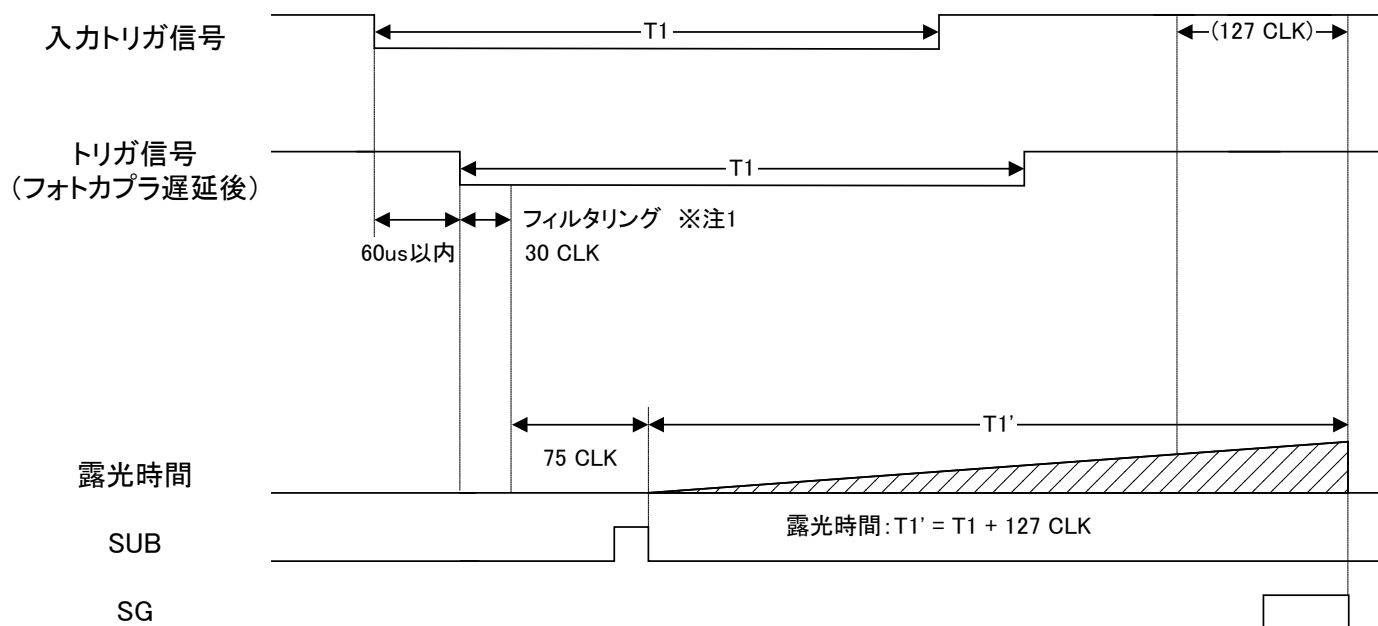 入力トリガ信号
T1
(127 CLK)
トリガ信号
(フォトカプラ遅延後)
T1
フィルタリング ※注1
60us以内
30 CLK
T1'
75 CLK
露光時間
露光時間:T1' = T1 + 127 CLK
SUB
SG